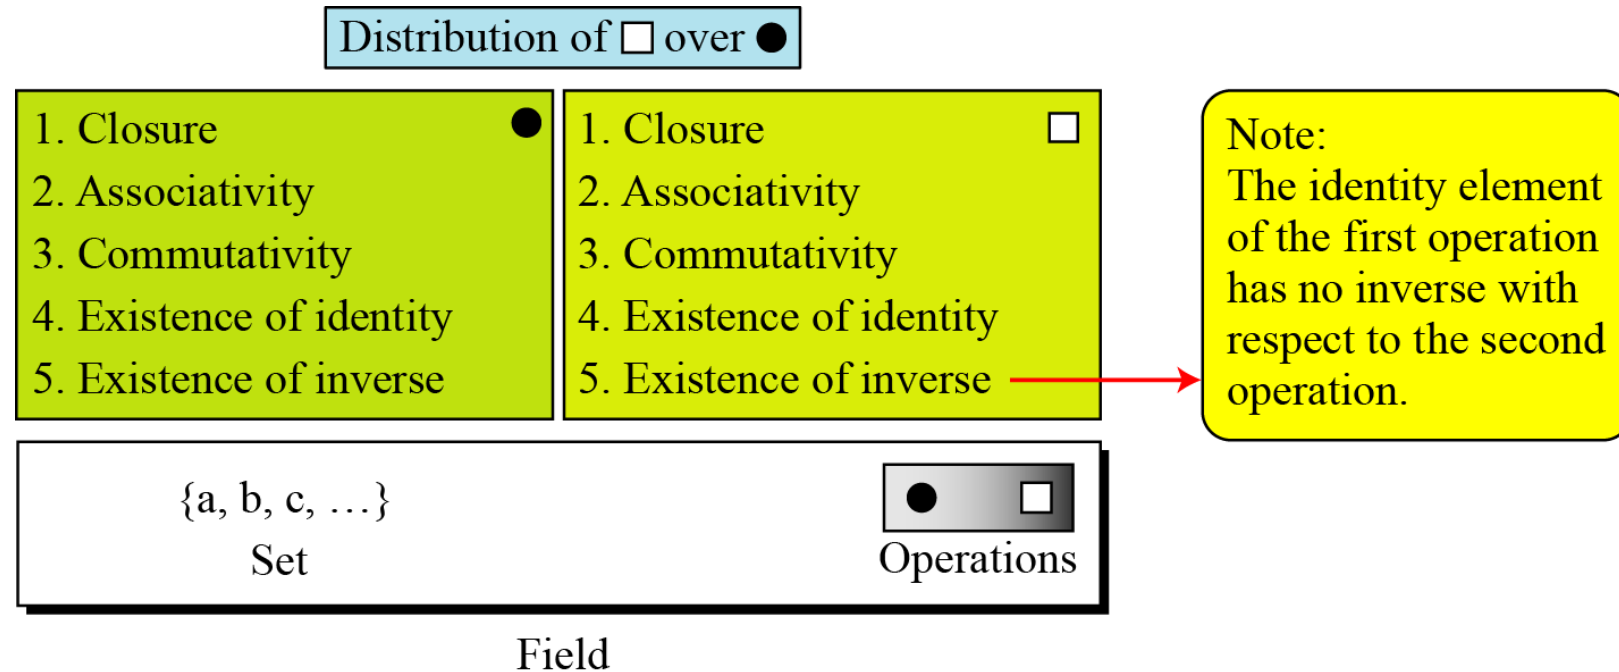 Distribution of □ over ●
1. Closure ●
2. Associativity
3. Commutativity
4. Existence of identity
5. Existence of inverse
1. Closure □
2. Associativity
3. Commutativity
4. Existence of identity
5. Existence of inverse
Note:
The identity element
of the first operation
has no inverse with
respect to the second
operation.
{a, b, c, …}
Set
● □
Operations
Field